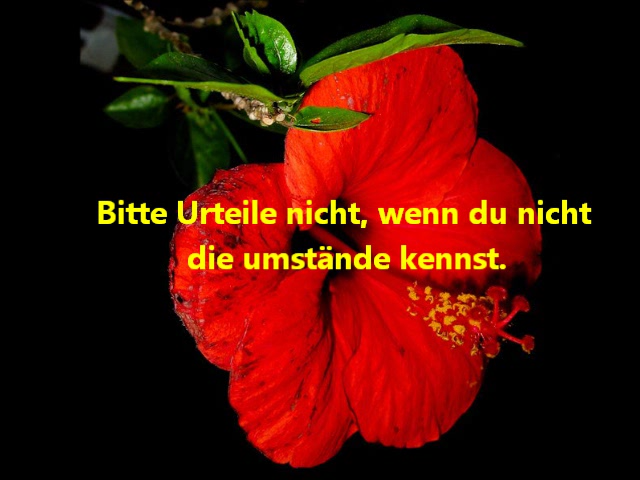 Bitte Urteile nicht, wenn du nicht
die umstände kennst.